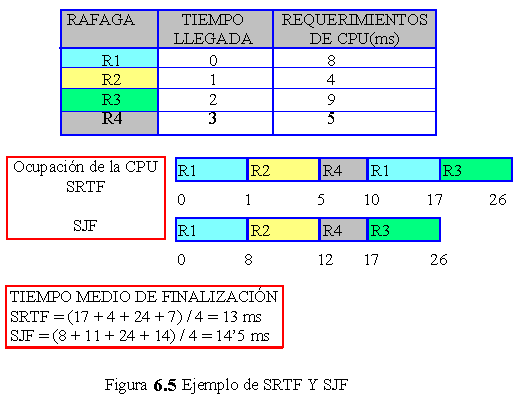 RAFAGA TIEMPO LLEGADA REQUERIMIENTOS DE CPU(ms)
R1 0 8
R2 1 4
R3 2 9
R4 3 5
Ocupación de la CPU
SRTF
R1 R2 R4 R1 R3
0 1 5 10 17 26
SJF
R1 R2 R4 R3
0 8 12 17 26
TIEMPO MEDIO DE FINALIZACIÓN
SRTF = (17 + 4 + 24 + 7) / 4 = 13 ms
SJF = (8 + 11 + 24 + 14) / 4 = 14'5 ms
Figura 6.5 Ejemplo de SRTF Y SJF